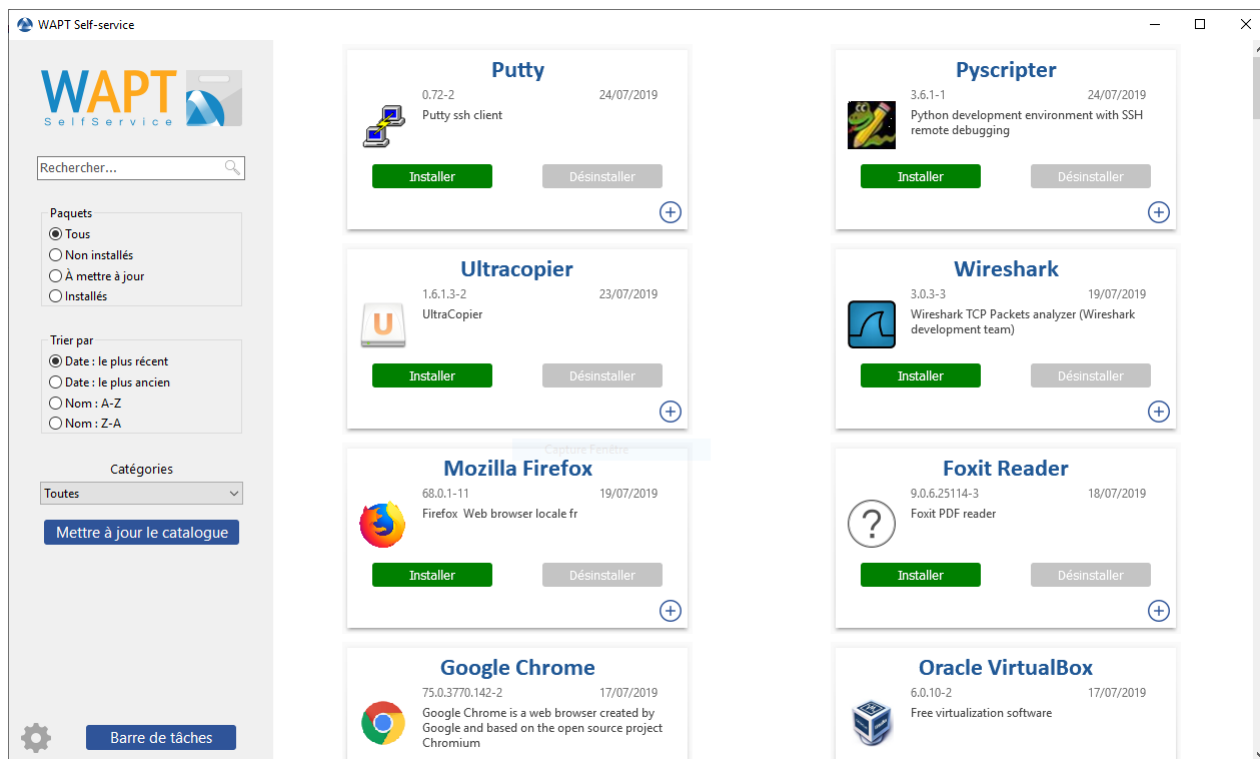 WAPT Self-service
WAPT
SelfService
Rechercher...
Paquets
Tous
Non installés
À mettre à jour
Installés
Trier par
Date : le plus récent
Date : le plus ancien
Nom : A-Z
Nom : Z-A
Catégories
Toutes
Mettre à jour le catalogue
Barre de tâches
Putty
0.72-2 24/07/2019
Putty ssh client
Installer Désinstaller
Pyscripter
3.6.1-1 24/07/2019
Python development environment with SSH
remote debugging
Installer Désinstaller
Ultracopier
1.6.1.3-2 23/07/2019
UltraCopier
U
Installer Désinstaller
Wireshark
3.0.3-3 19/07/2019
Wireshark TCP Packets analyzer (Wireshark
development team)
Installer Désinstaller
Capture Fenêtre
Mozilla Firefox
68.0.1-11 19/07/2019
Firefox Web browser locale fr
Installer Désinstaller
Foxit Reader
9.0.6.25114-3 18/07/2019
Foxit PDF reader
?
Installer Désinstaller
Google Chrome
75.0.3770.142-2 17/07/2019
Google Chrome is a web browser created by
Google and based on the open source project
Chromium
Oracle VirtualBox
6.0.10-2 17/07/2019
Free virtualization software